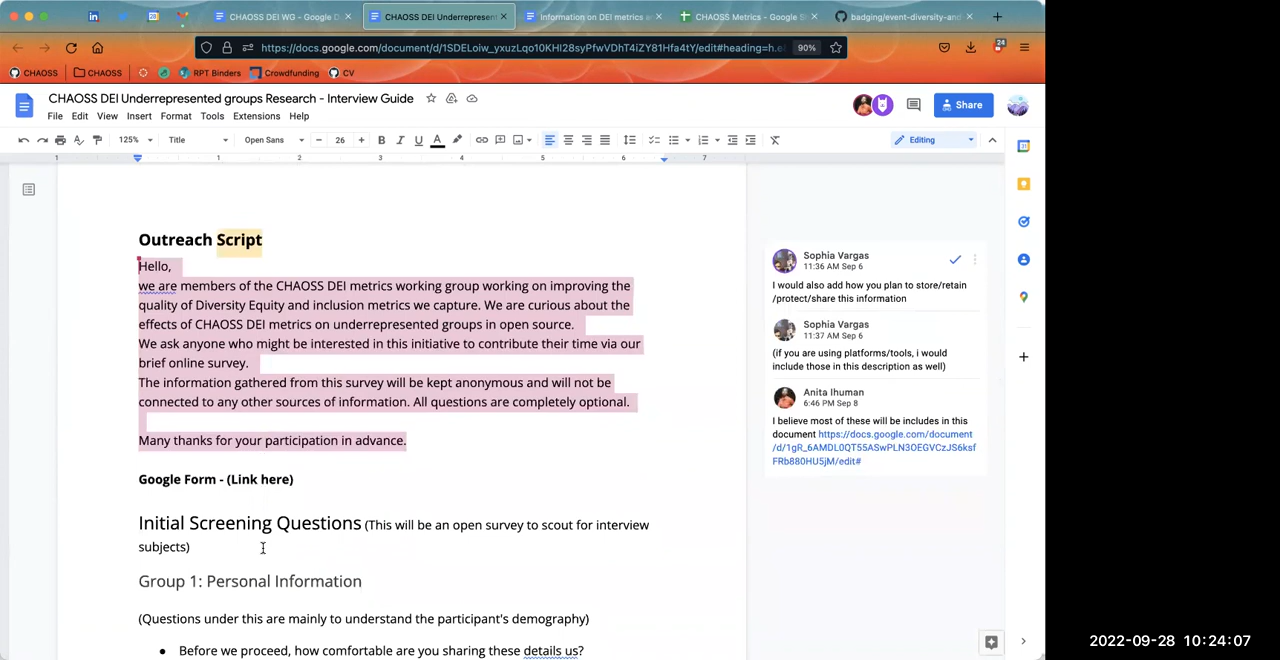 CHAOSS DEI WG - Google D
CHAOSS DEI Underrepresent
Information on DEI metrics a
CHAOSS Metrics - Google S
badging/event-diversity-and
https://docs.google.com/document/d/1SDELoiw_yxuzLqo10KHI28syPfwVDhT4iZY81Hfa4tY/edit#heading=h.e
90%
24
CHAOSS
CHAOSS
RPT Binders
Crowdfunding
CV
CHAOSS DEI Underrepresented groups Research - Interview Guide
File Edit View Insert Format Tools Extensions Help
Share
125%
Title
Open Sans
26
Editing
1 1 2 3 4 5 6 7
Outreach Script
Hello,
we are members of the CHAOSS DEI metrics working group working on improving the
quality of Diversity Equity and inclusion metrics we capture. We are curious about the
effects of CHAOSS DEI metrics on underrepresented groups in open source.
We ask anyone who might be interested in this initiative to contribute their time via our
brief online survey.
The information gathered from this survey will be kept anonymous and will not be
connected to any other sources of information. All questions are completely optional.
Many thanks for your participation in advance.
Google Form - (Link here)
Initial Screening Questions (This will be an open survey to scout for interview
subjects)
Group 1: Personal Information
(Questions under this are mainly to understand the participant's demography)
● Before we proceed, how comfortable are you sharing these details us?
Sophia Vargas
11:36 AM Sep 6
I would also add how you plan to store/retain
/protect/share this information
Sophia Vargas
11:37 AM Sep 6
(if you are using platforms/tools, i would
include those in this description as well)
Anita Ihuman
6:46 PM Sep 8
I believe most of these will be includes in this
document https://docs.google.com/document
/d/1gR_6AMDL0QT55ASwPLN3OEGVCzJS6ksf
FRb880HU5jM/edit#
2022-09-28 10:24:07